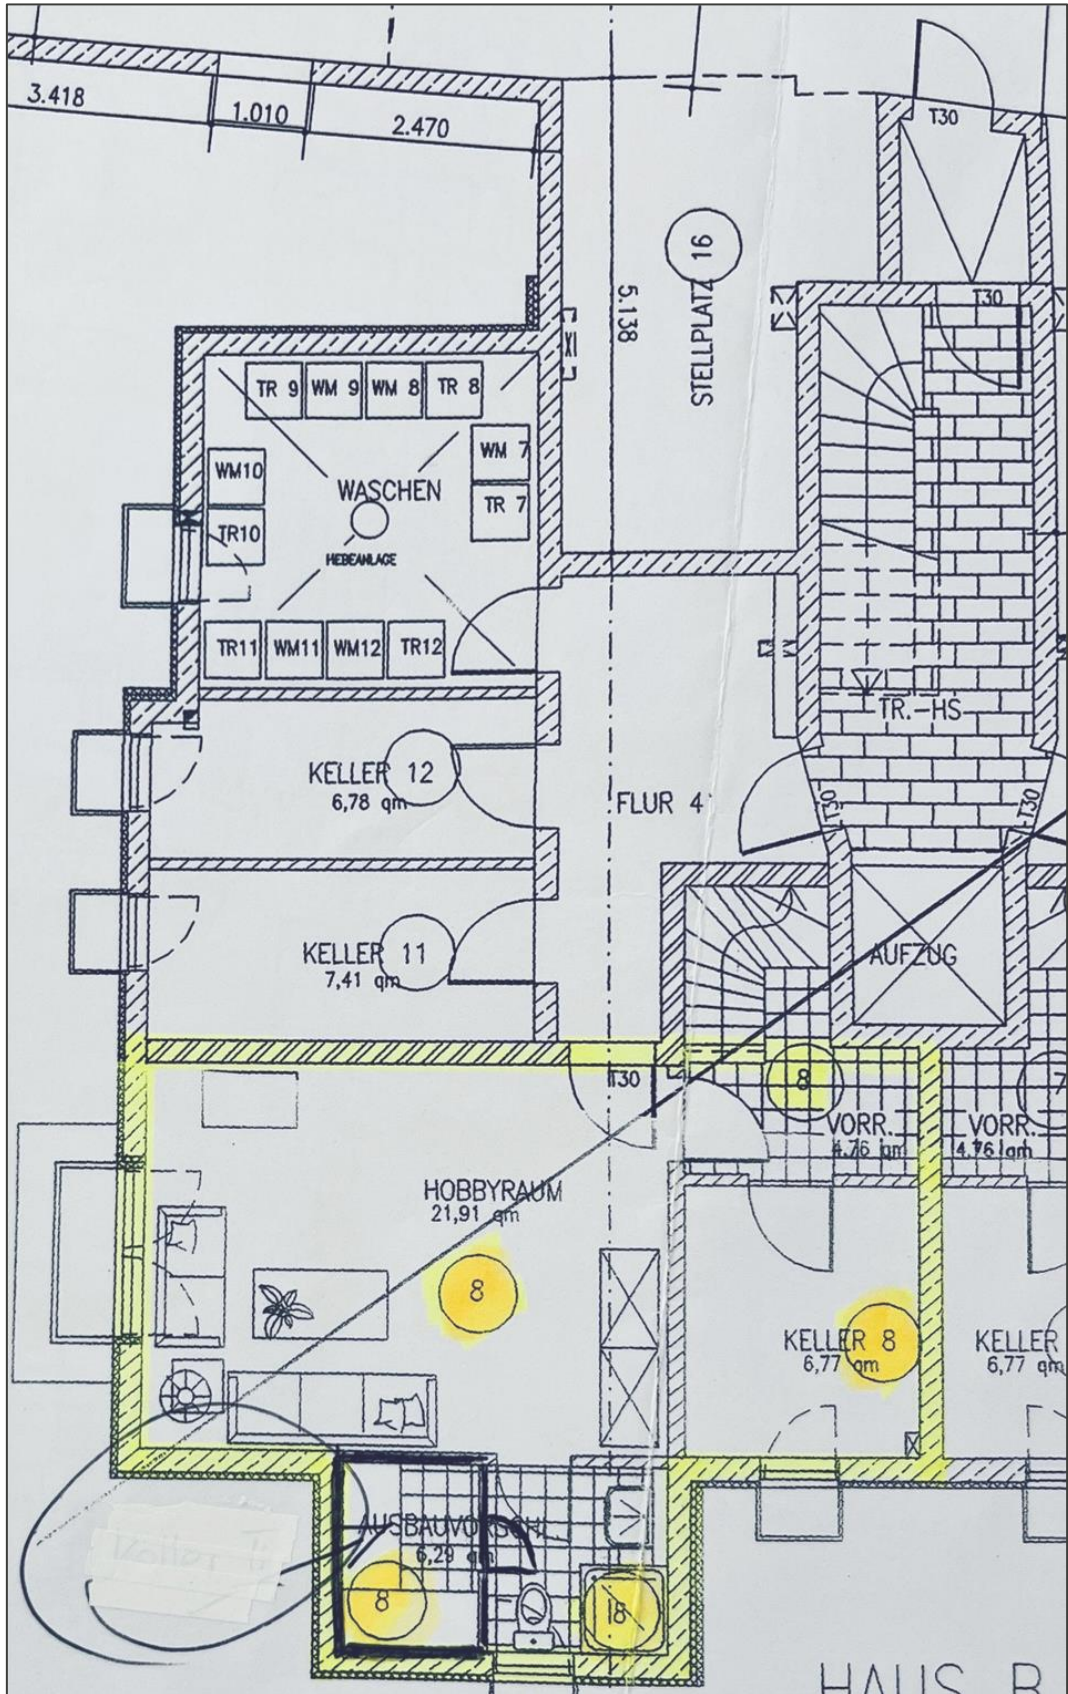 3.418
1.010
2.470
T30
16
STELLPLATZ
5.138
T30
TR 9
WM 9
WM 8
TR 8
WM 7
TR 7
WM10
TR10
WASCHEN
HEBEANLAGE
TR11
WM11
WM12
TR12
TR.-HS
KELLER 12
6,78 qm
FLUR 4
T30
T30
KELLER 11
7,41 qm
AUFZUG
T30
8
7
VORR.
4.76 qm
VORR.
4,76 qm
HOBBYRAUM
21,91 qm
8
KELLER 8
6,77 qm
KELLER
6,77 qm
AUSBAUVORSCHL.
6,29 qm
8
18
HAUS B